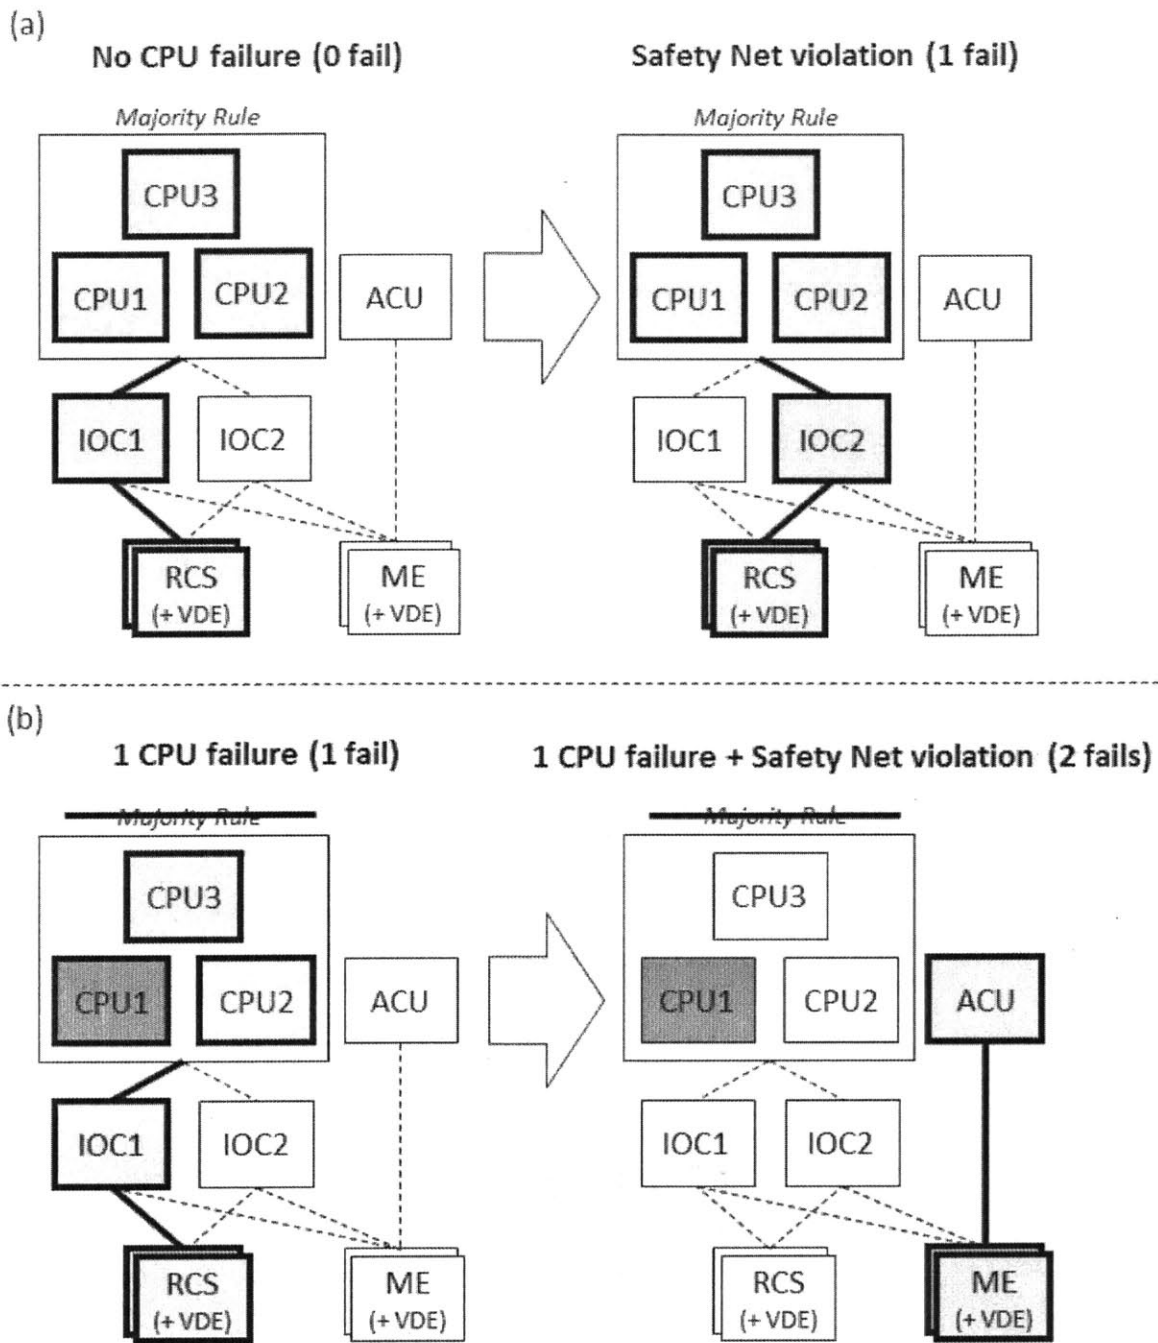 (a)
No CPU failure (0 fail)
Safety Net violation (1 fail)
Majority Rule
Majority Rule
CPU3
CPU3
CPU1
CPU2
ACU
CPU1
CPU2
ACU
IOC1
IOC2
IOC1
IOC2
RCS
(+ VDE)
ME
(+ VDE)
RCS
(+ VDE)
ME
(+ VDE)
(b)
1 CPU failure (1 fail)
1 CPU failure + Safety Net violation (2 fails)
Majority Rule
Majority Rule
CPU3
CPU3
CPU1
CPU2
ACU
CPU1
CPU2
ACU
IOC1
IOC2
IOC1
IOC2
RCS
(+ VDE)
ME
(+ VDE)
RCS
(+ VDE)
ME
(+ VDE)